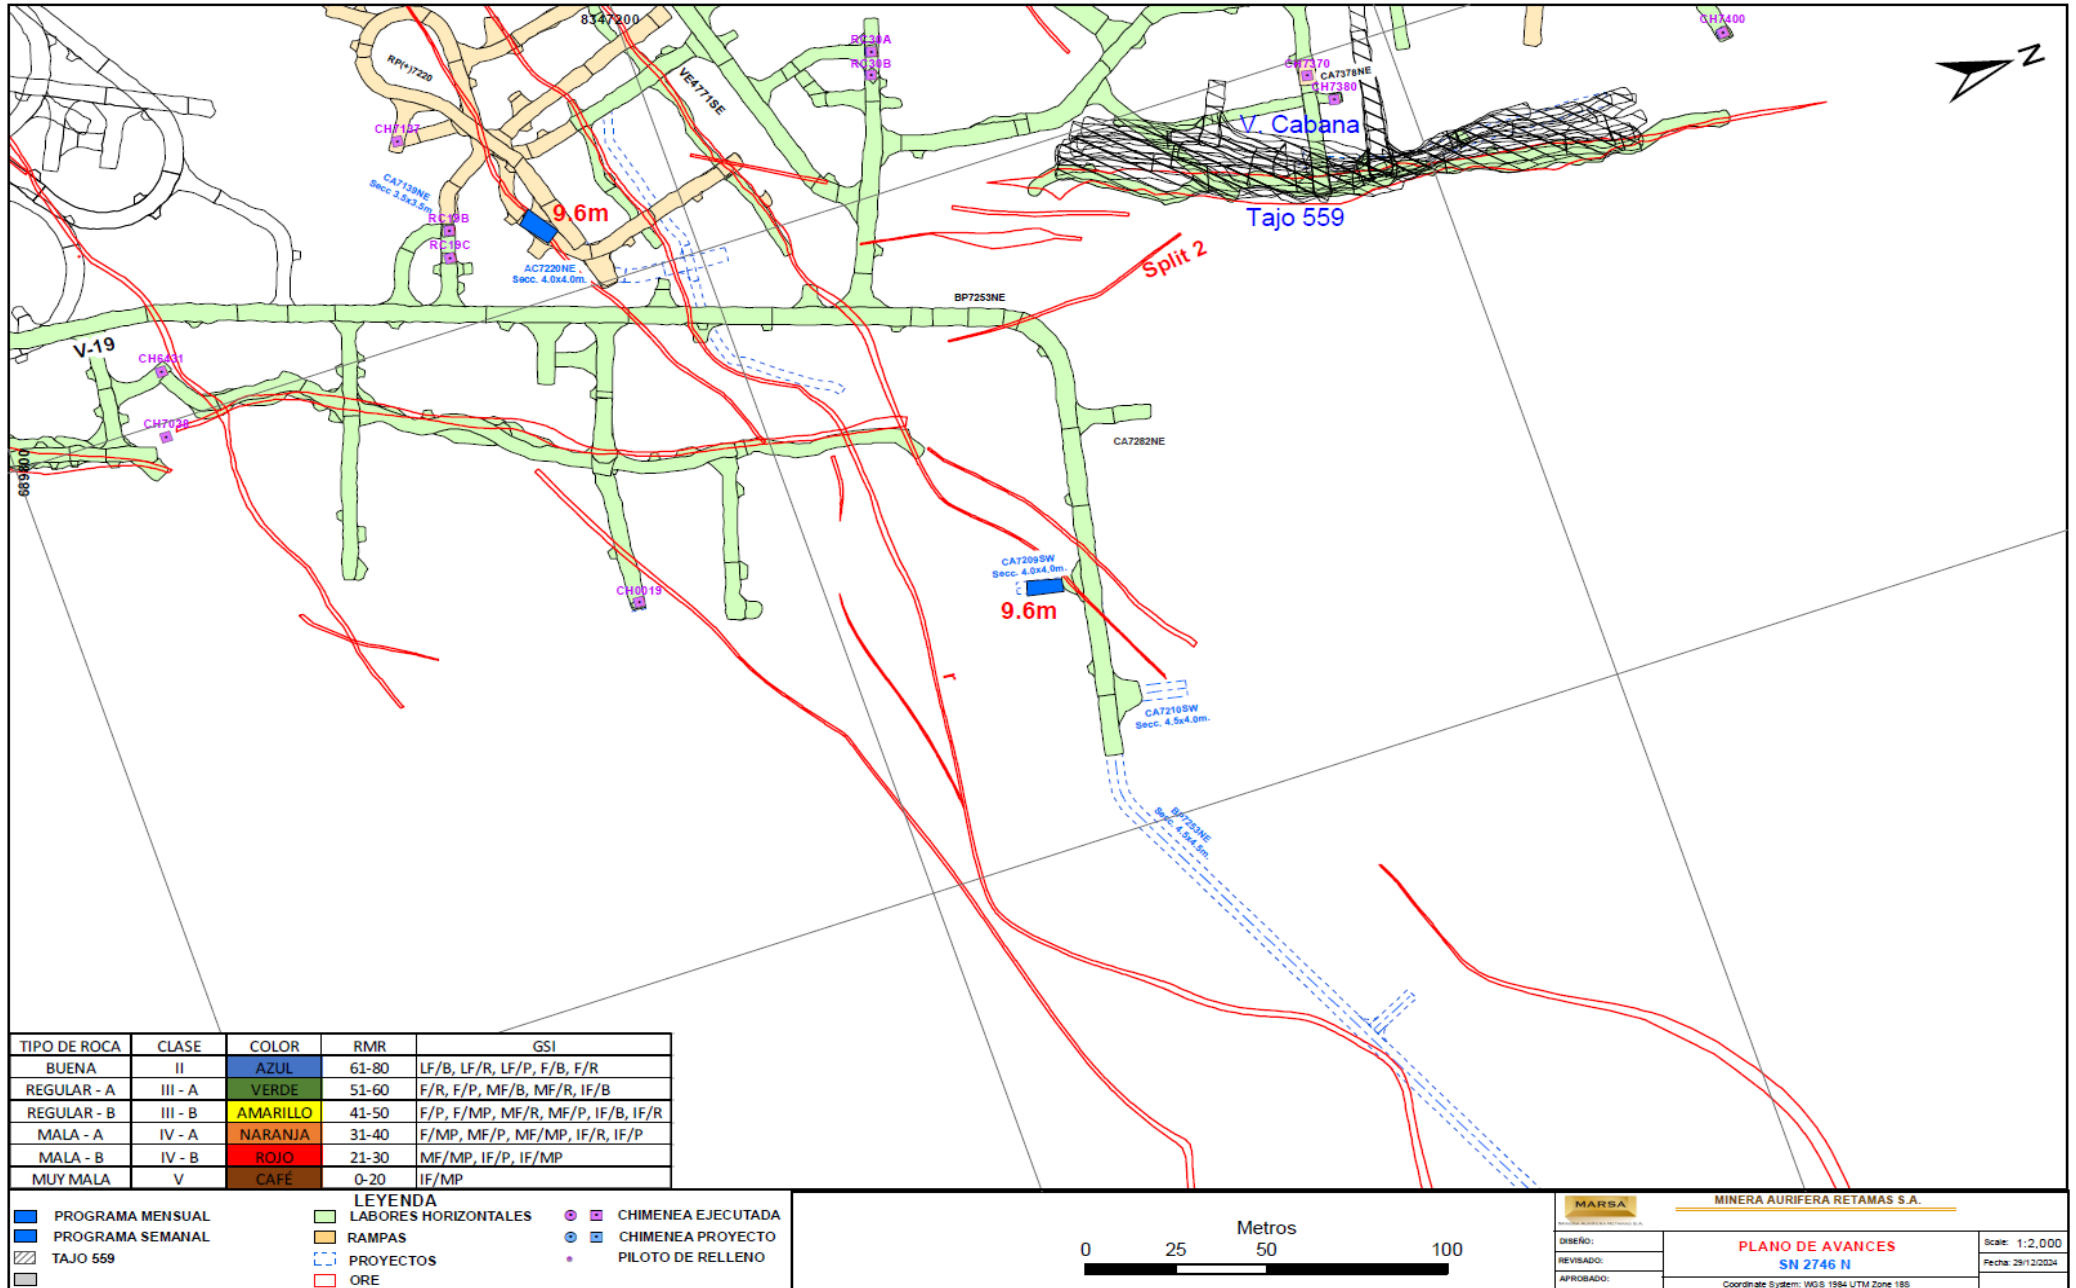 8347200
CH7400
RC30A
RC30B
RP(+)7220
VE4771SE
CH7370
CA7378NE
CH7380
CH7137
V. Cabana
CA7139NE
Secc 3.5x3.5m
9.6m
RC19B
RC19C
Tajo 559
Split 2
AC7220NE
Secc. 4.0x4.0m.
BP7253NE
V-19
CH6431
CH7038
CA7282NE
689800
CA7209SW
Secc. 4.0x4.0m.
9.6m
CH0019
r
CA7210SW
Secc. 4.5x4.0m.
BP7253NE
Secc. 4.5x4.5m.
N
TIPO DE ROCA CLASE COLOR RMR GSI
BUENA II AZUL 61-80 LF/B, LF/R, LF/P, F/B, F/R
REGULAR - A III - A VERDE 51-60 F/R, F/P, MF/B, MF/R, IF/B
REGULAR - B III - B AMARILLO 41-50 F/P, F/MP, MF/R, MF/P, IF/B, IF/R
MALA - A IV - A NARANJA 31-40 F/MP, MF/P, MF/MP, IF/R, IF/P
MALA - B IV - B ROJO 21-30 MF/MP, IF/P, IF/MP
MUY MALA V CAFÉ 0-20 IF/MP
LEYENDA
PROGRAMA MENSUAL
PROGRAMA SEMANAL
TAJO 559
LABORES HORIZONTALES
RAMPAS
PROYECTOS
ORE
CHIMENEA EJECUTADA
CHIMENEA PROYECTO
PILOTO DE RELLENO
Metros
0 25 50 100
MARSA
MINERA AURIFERA RETAMAS S.A.
DISEÑO:
REVISADO:
APROBADO:
PLANO DE AVANCES
SN 2746 N
Coordinate System: WGS 1984 UTM Zone 18S
Scale: 1:2,000
Fecha: 29/12/2024